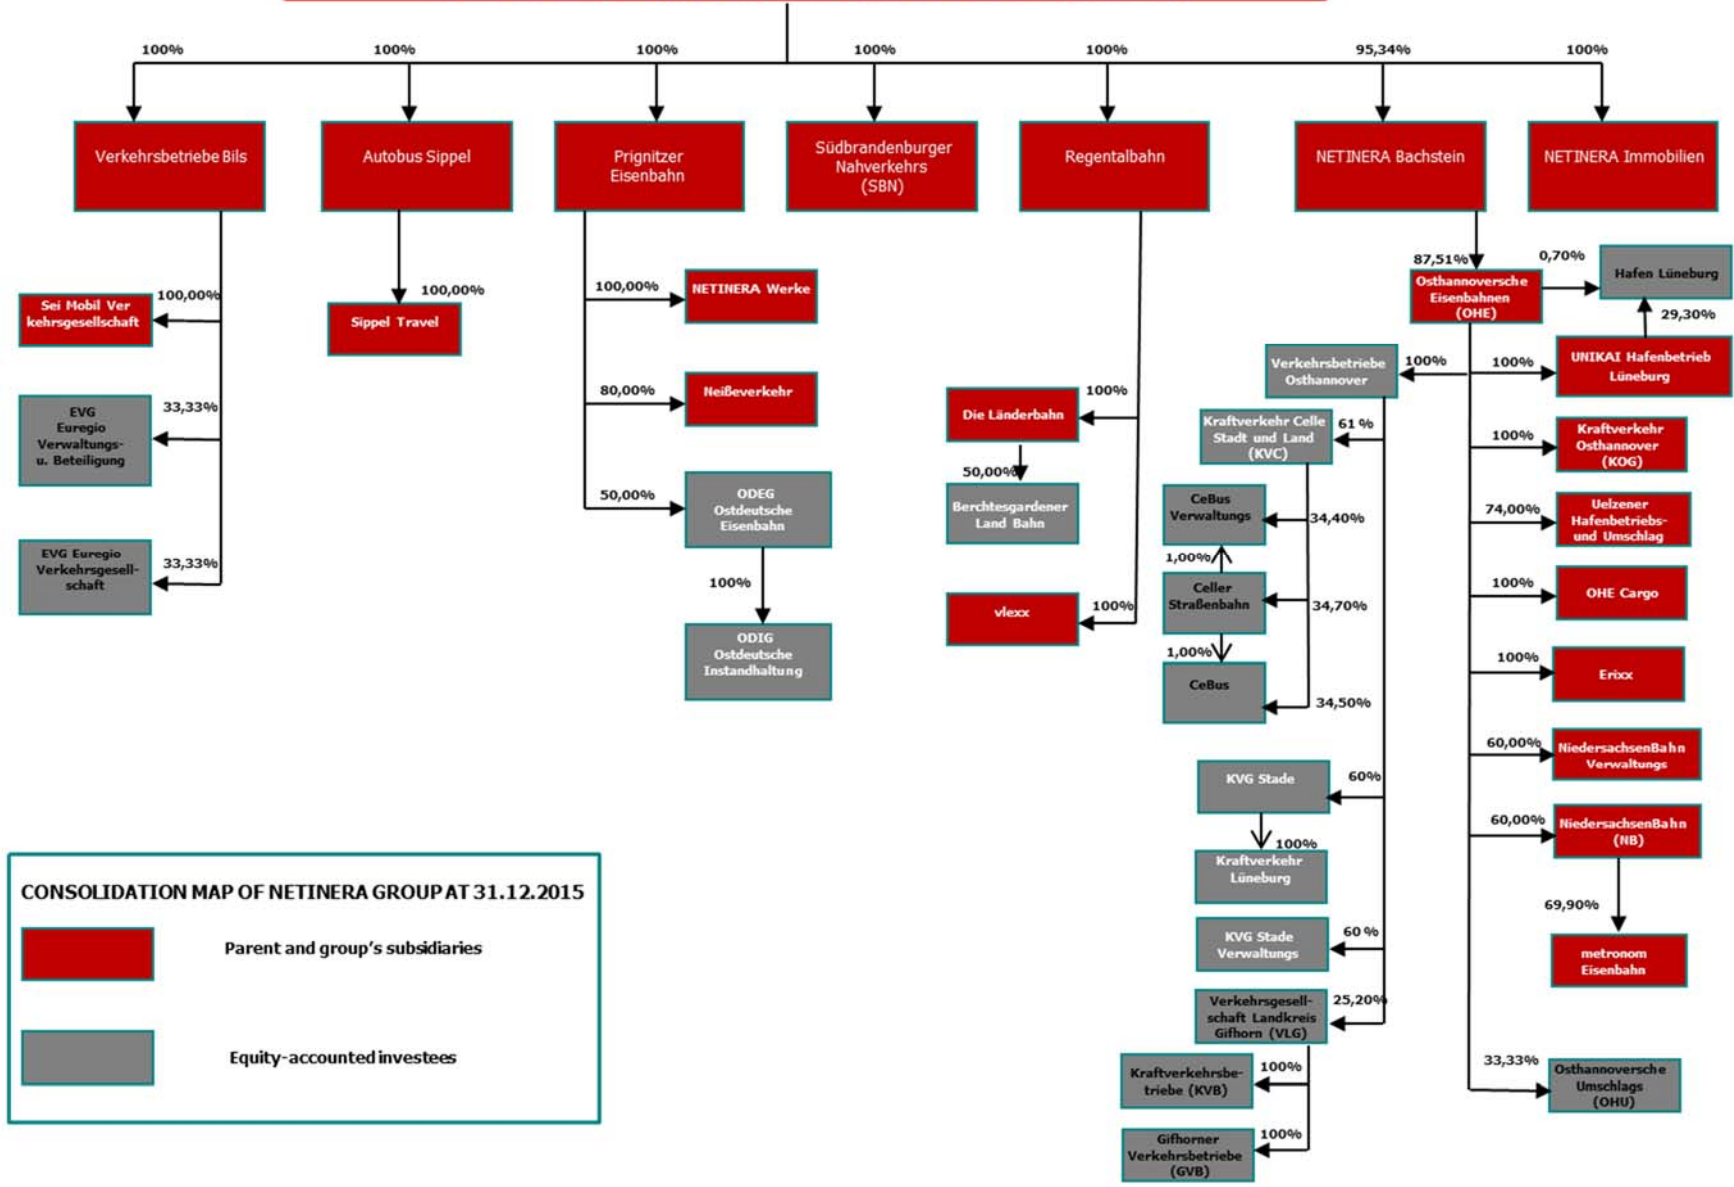 100%
100%
100%
100%
100%
95,34%
100%
Verkehrsbetriebe Bils
Autobus Sippel
Prignitzer
Eisenbahn
Südbrandenburger
Nahverkehrs
(SBN)
Regentalbahn
NETINERA Bachstein
NETINERA Immobilien
100,00%
Sei Mobil Ver
kehrsgesellschaft
33,33%
EVG
Euregio
Verwaltungs-
u. Beteiligung
33,33%
EVG Euregio
Verkehrsgesell-
schaft
100,00%
Sippel Travel
100,00%
NETINERA Werke
80,00%
Neißeverkehr
50,00%
ODEG
Ostdeutsche
Eisenbahn
100%
ODIG
Ostdeutsche
Instandhaltung
100%
Die Länderbahn
50,00%
Berchtesgardener
Land Bahn
100%
vlexx
87,51%
Osthannoversche
Eisenbahnen
(OHE)
0,70%
Hafen Lüneburg
29,30%
100%
UNIKAI Hafenbetrieb
Lüneburg
100%
Verkehrsbetriebe
Osthannover
61 %
Kraftverkehr Celle
Stadt und Land
(KVC)
34,40%
CeBus
Verwaltungs
1,00%
34,70%
Celler
Straßenbahn
1,00%
34,50%
CeBus
60%
KVG Stade
100%
Kraftverkehr
Lüneburg
60 %
KVG Stade
Verwaltungs
25,20%
Verkehrsgesell-
schaft Landkreis
Gifhorn (VLG)
100%
Kraftverkehrsbe-
triebe (KVB)
100%
Gifhorner
Verkehrsbetriebe
(GVB)
100%
Kraftverkehr
Osthannover
(KOG)
74,00%
Uelzener
Hafenbetriebs-
und Umschlag
100%
OHE Cargo
100%
Erixx
60,00%
NiedersachsenBahn
Verwaltungs
60,00%
NiedersachsenBahn
(NB)
69,90%
metronom
Eisenbahn
33,33%
Osthannoversche
Umschlags
(OHU)
CONSOLIDATION MAP OF NETINERA GROUP AT 31.12.2015
Parent and group's subsidiaries
Equity-accounted investees